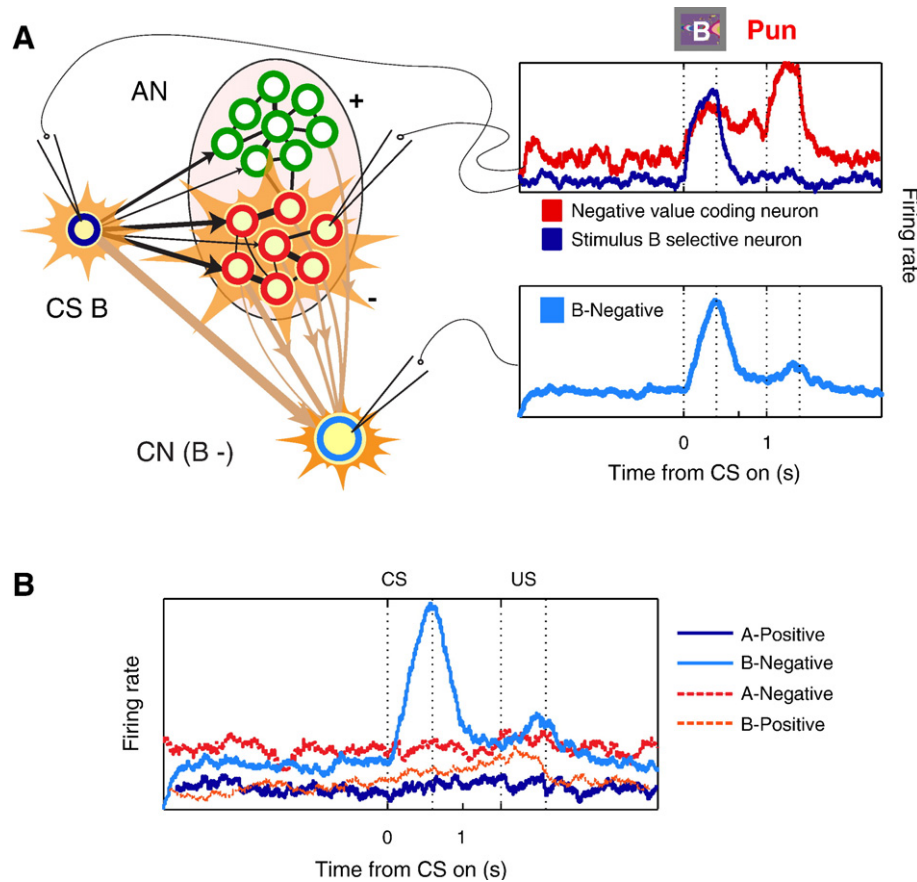 A
B
Pun
AN
+
Negative value coding neuron
Stimulus B selective neuron
CS B
-
B-Negative
Firing rate
CN (B -)
0
1
Time from CS on (s)
B
CS
US
Firing rate
A-Positive
B-Negative
A-Negative
B-Positive
0
1
Time from CS on (s)